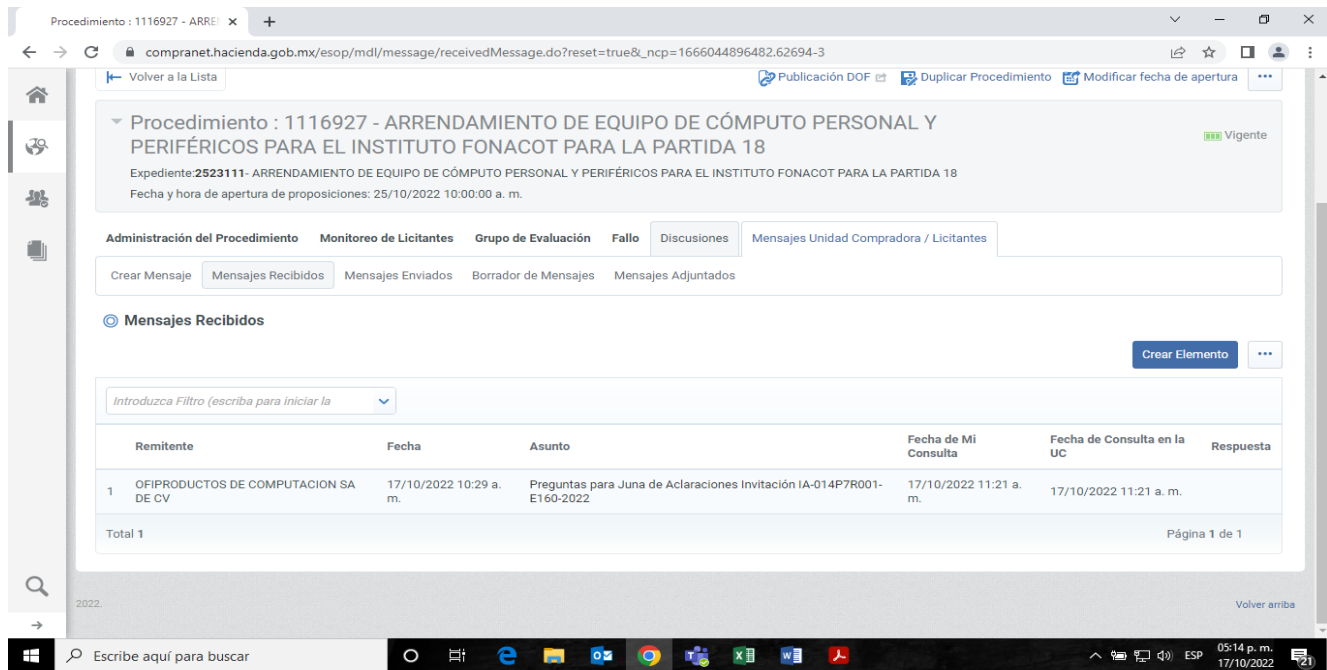 Procedimiento : 1116927 - ARRE
compranet.hacienda.gob.mx/esop/mdl/message/receivedMessage.do?reset=true&_ncp=1666044896482.62694-3
Volver a la Lista
Publicación DOF
Duplicar Procedimiento
Modificar fecha de apertura
Procedimiento : 1116927 - ARRENDAMIENTO DE EQUIPO DE CÓMPUTO PERSONAL Y
PERIFÉRICOS PARA EL INSTITUTO FONACOT PARA LA PARTIDA 18
Vigente
Expediente:2523111- ARRENDAMIENTO DE EQUIPO DE CÓMPUTO PERSONAL Y PERIFÉRICOS PARA EL INSTITUTO FONACOT PARA LA PARTIDA 18
Fecha y hora de apertura de proposiciones: 25/10/2022 10:00:00 a. m.
Administración del Procedimiento
Monitoreo de Licitantes
Grupo de Evaluación
Fallo
Discusiones
Mensajes Unidad Compradora / Licitantes
Crear Mensaje
Mensajes Recibidos
Mensajes Enviados
Borrador de Mensajes
Mensajes Adjuntados
Mensajes Recibidos
Crear Elemento
Introduzca Filtro (escriba para iniciar la
Remitente
Fecha
Asunto
Fecha de Mi
Consulta
Fecha de Consulta en la
UC
Respuesta
1
OFIPRODUCTOS DE COMPUTACION SA
DE CV
17/10/2022 10:29 a.
m.
Preguntas para Juna de Aclaraciones Invitación IA-014P7R001-
E160-2022
17/10/2022 11:21 a.
m.
17/10/2022 11:21 a. m.
Total 1
Página 1 de 1
2022.
Volver arriba
Escribe aquí para buscar
ESP
05:14 p. m.
17/10/2022
21